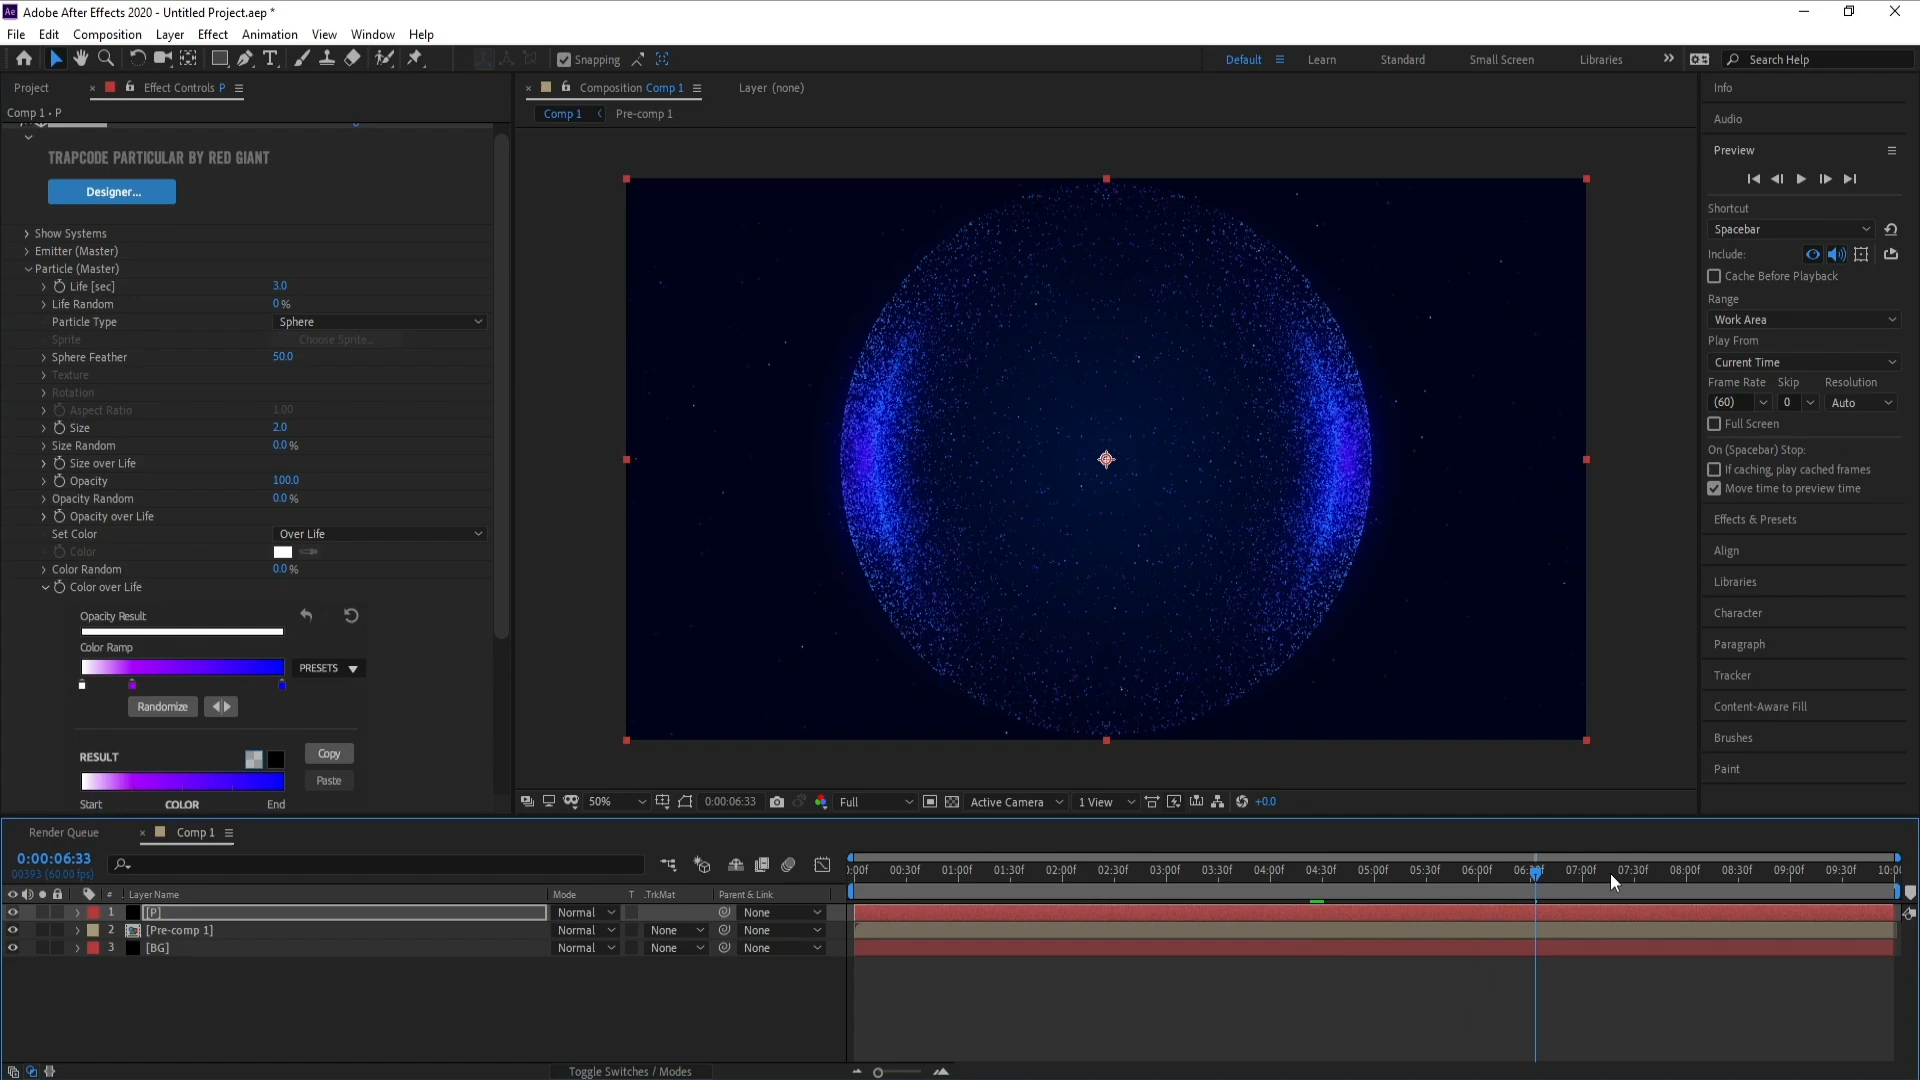 Adobe After Effects 2020 - Untitled Project.aep *
File Edit Composition Layer Effect Animation View Window Help
Snapping
Default Learn Standard Small Screen Libraries Search Help
Project Effect Controls P
Comp 1 • P
TRAPCODE PARTICULAR BY RED GIANT
Designer...
Show Systems
Emitter (Master)
Particle (Master)
Life [sec] 3.0
Life Random 0%
Particle Type Sphere
Sprite Choose Sprite...
Sphere Feather 50.0
Texture
Rotation
Aspect Ratio 1.00
Size 2.0
Size Random 0.0%
Size over Life
Opacity 100.0
Opacity Random 0.0%
Opacity over Life
Set Color Over Life
Color
Color Random 0.0%
Color over Life
Opacity Result
Color Ramp
PRESETS
Randomize
RESULT Copy
Paste
Start COLOR End
Composition Comp 1 Layer (none)
Comp 1 Pre-comp 1
50% 0:00:06:33 Full Active Camera 1 View +0.0
Info
Audio
Preview
Shortcut
Spacebar
Include:
Cache Before Playback
Range
Work Area
Play From
Current Time
Frame Rate Skip Resolution
(60) 0 Auto
Full Screen
On (Spacebar) Stop:
If caching, play cached frames
Move time to preview time
Effects & Presets
Align
Libraries
Character
Paragraph
Tracker
Content-Aware Fill
Brushes
Paint
Render Queue Comp 1
0:00:06:33
00393 (60.00 fps)
# Layer Name Mode T .TrkMat Parent & Link
1 [P] Normal None
2 [Pre-comp 1] Normal None None
3 [BG] Normal None None
:00f 00:30f 01:00f 01:30f 02:00f 02:30f 03:00f 03:30f 04:00f 04:30f 05:00f 05:30f 06:00f 07:00f 07:30f 08:00f 08:30f 09:00f 09:30f 10:0
Toggle Switches / Modes